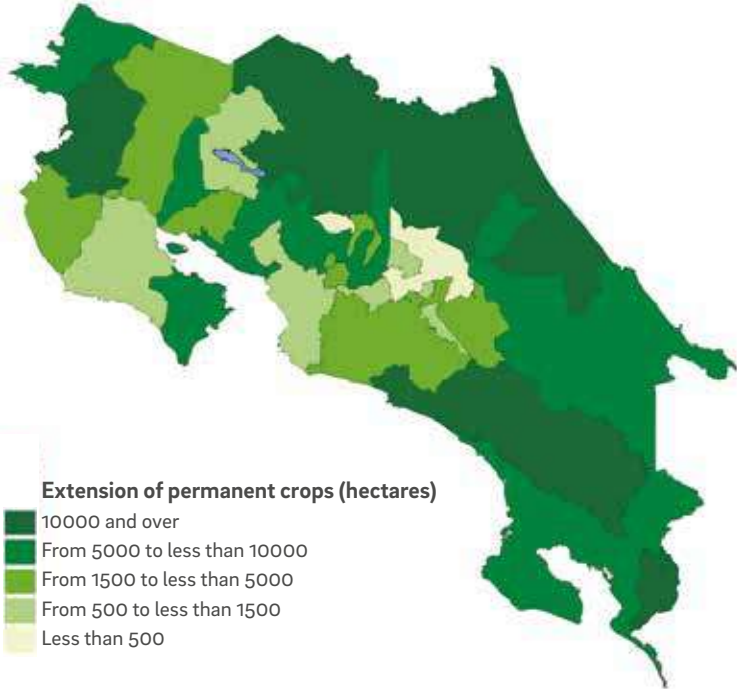 Extension of permanent crops (hectares)
10000 and over
From 5000 to less than 10000
From 1500 to less than 5000
From 500 to less than 1500
Less than 500